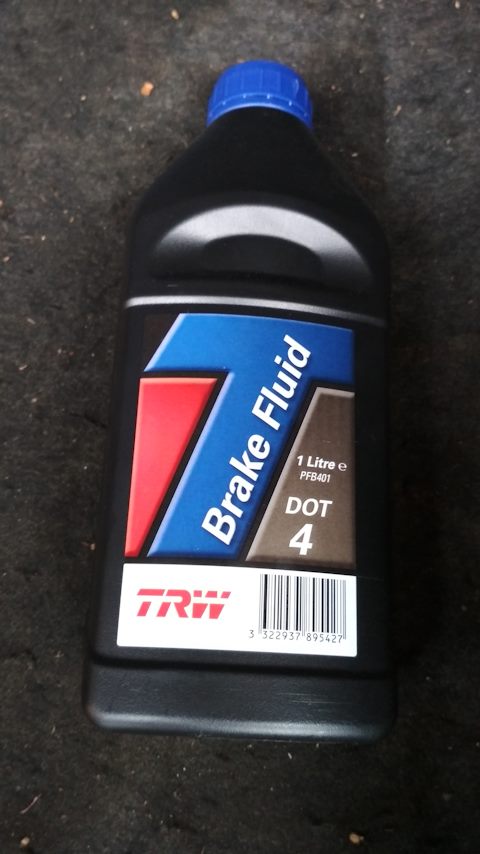 Brake Fluid
1 Litre ℮
PFB401
DOT
4
TRW
3 322937 895427